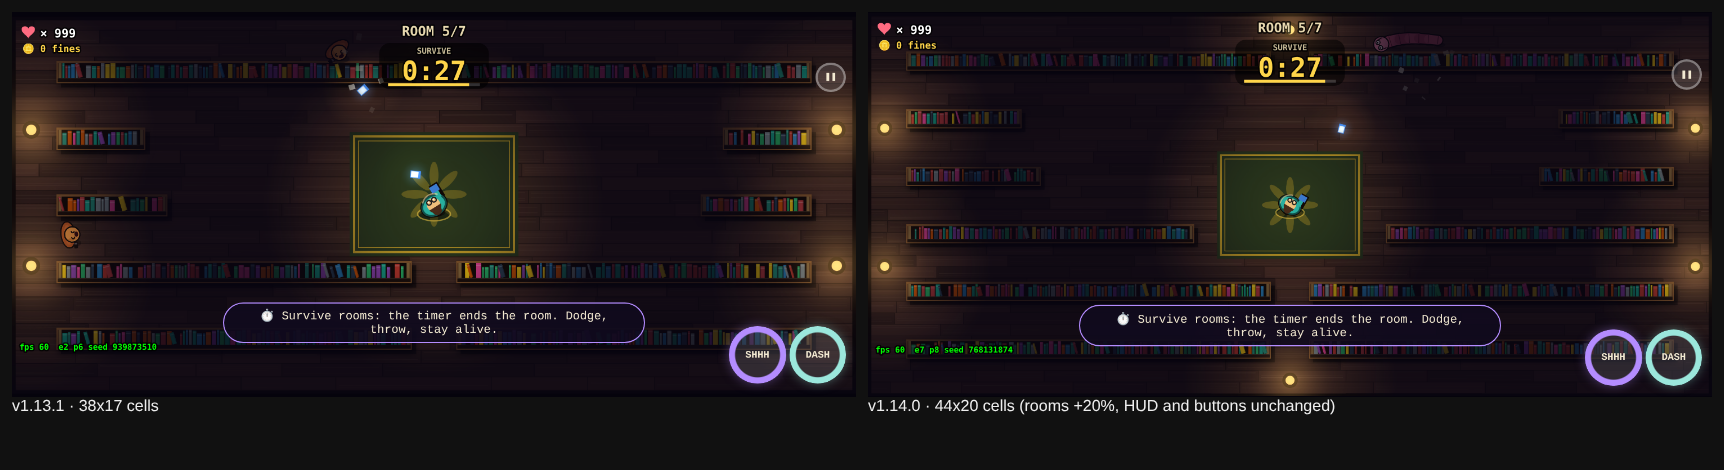 × 999
0 fines
ROOM 5/7
SURVIVE
0:27
⏱ Survive rooms: the timer ends the room. Dodge,
throw, stay alive.
fps 60 e2 p6 seed 939873510
SHHH
DASH
v1.13.1 · 38x17 cells
× 999
0 fines
ROOM 5/7
SURVIVE
0:27
⏱ Survive rooms: the timer ends the room. Dodge,
throw, stay alive.
fps 60 e7 p8 seed 768131874
SHHH
DASH
v1.14.0 · 44x20 cells (rooms +20%, HUD and buttons unchanged)